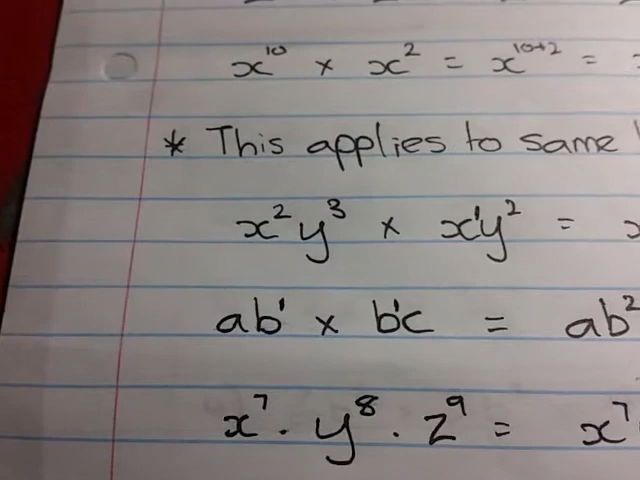 x¹⁰ × x² = x¹⁰⁺² =
* This applies to same
x²y³ × x¹y² = x
ab¹ × b¹c = ab²
x⁷ · y⁸ · z⁹ = x⁷